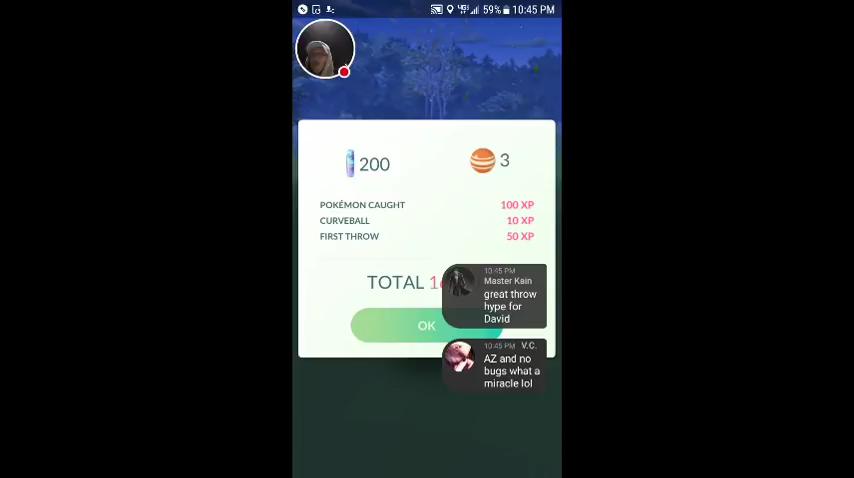 59% 10:45 PM
200
3
POKÉMON CAUGHT 100 XP
CURVEBALL 10 XP
FIRST THROW 50 XP
TOTAL 1
OK
10:45 PM
Master Kain
great throw
hype for
David
10:45 PM V.C.
AZ and no
bugs what a
miracle lol